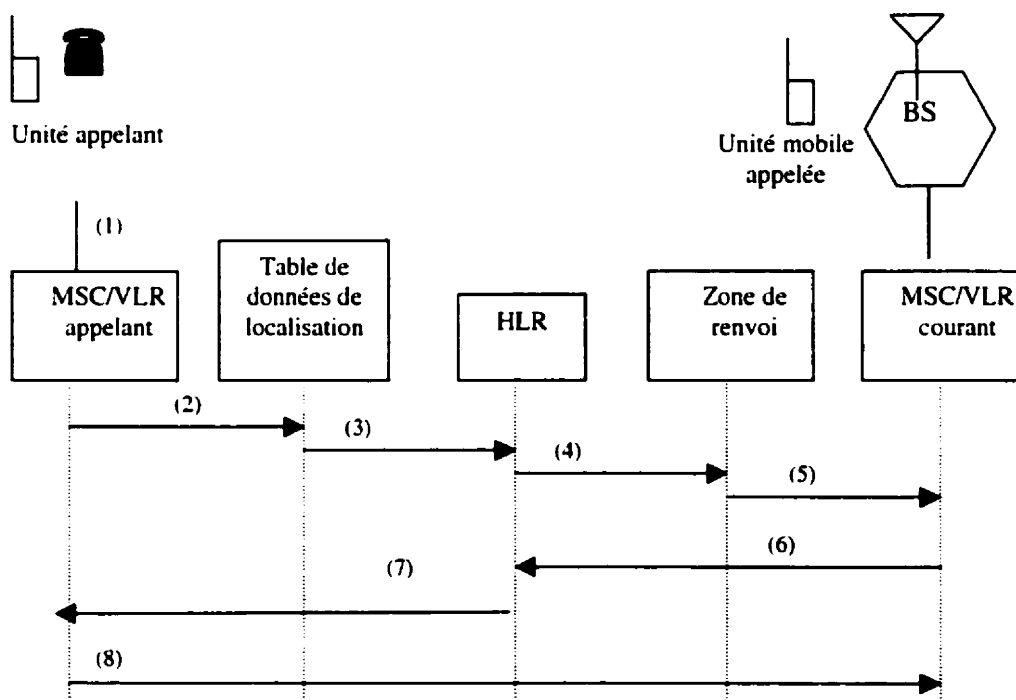 Unité appelant
BS
Unité mobile
appelée
(1)
MSC/VLR
appelant
Table de
données de
localisation
HLR
Zone de
renvoi
MSC/VLR
courant
(2)
(3)
(4)
(5)
(6)
(7)
(8)